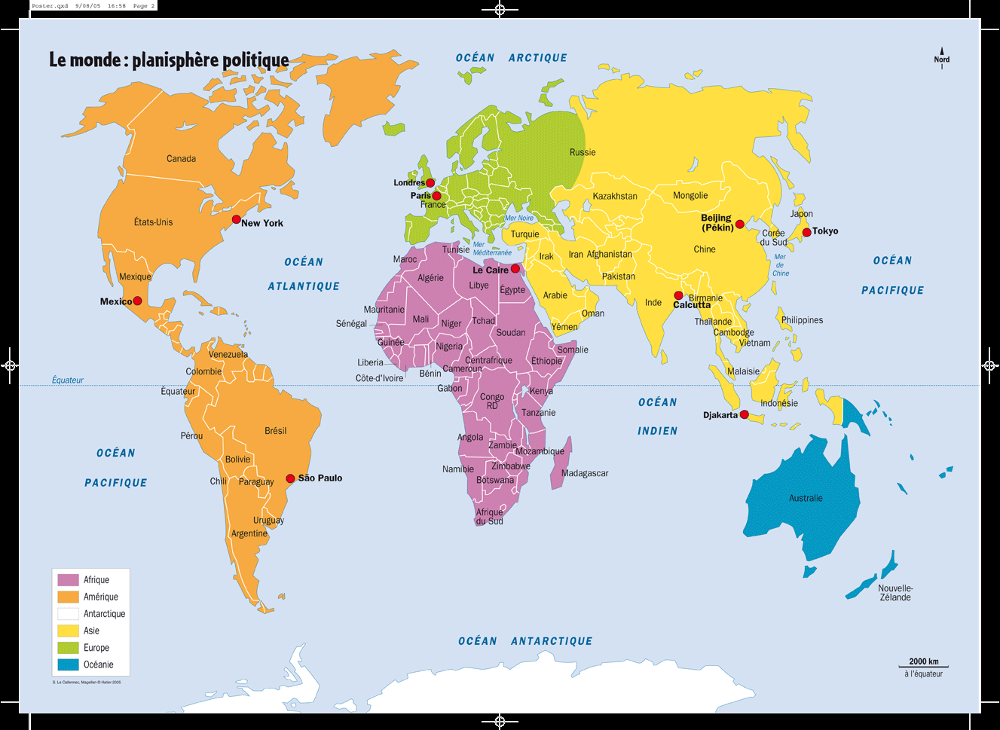 Poster.qxd 9/08/05 16:58 Page 2
Le monde : planisphère politique
OCÉAN ARCTIQUE
Nord
Canada
Russie
Londres
Paris
France
Kazakhstan
Mongolie
États-Unis
New York
Mer Noire
Turquie
Beijing
(Pékin)
Japon
Tokyo
Corée
du Sud
Chine
Mer
de
Chine
OCÉAN
ATLANTIQUE
Tunisie
Mer
Méditerranée
Maroc
Le Caire
Irak
Iran
Afghanistan
Pakistan
OCÉAN
PACIFIQUE
Mexique
Mexico
Algérie
Libye
Égypte
Arabie
Oman
Yémen
Inde
Calcutta
Birmanie
Thaïlande
Cambodge
Vietnam
Philippines
Mauritanie
Mali
Niger
Tchad
Soudan
Sénégal
Guinée
Nigeria
Somalie
Liberia
Côte-d'Ivoire
Bénin
Cameroun
Centrafrique
Éthiopie
Venezuela
Colombie
Malaisie
Équateur
Équateur
Gabon
Congo
RD
Kenya
Tanzanie
Indonésie
Djakarta
OCÉAN
INDIEN
Pérou
Brésil
Bolivie
Angola
Zambie
Mozambique
Namibie
Zimbabwe
Botswana
Madagascar
OCÉAN
PACIFIQUE
Chili
Paraguay
São Paulo
Australie
Afrique
du Sud
Uruguay
Argentine
Nouvelle-
Zélande
Afrique
Amérique
Antarctique
Asie
Europe
Océanie
OCÉAN ANTARCTIQUE
2000 km
à l'équateur
S. Le Callennec, Magellan © Hatier 2005